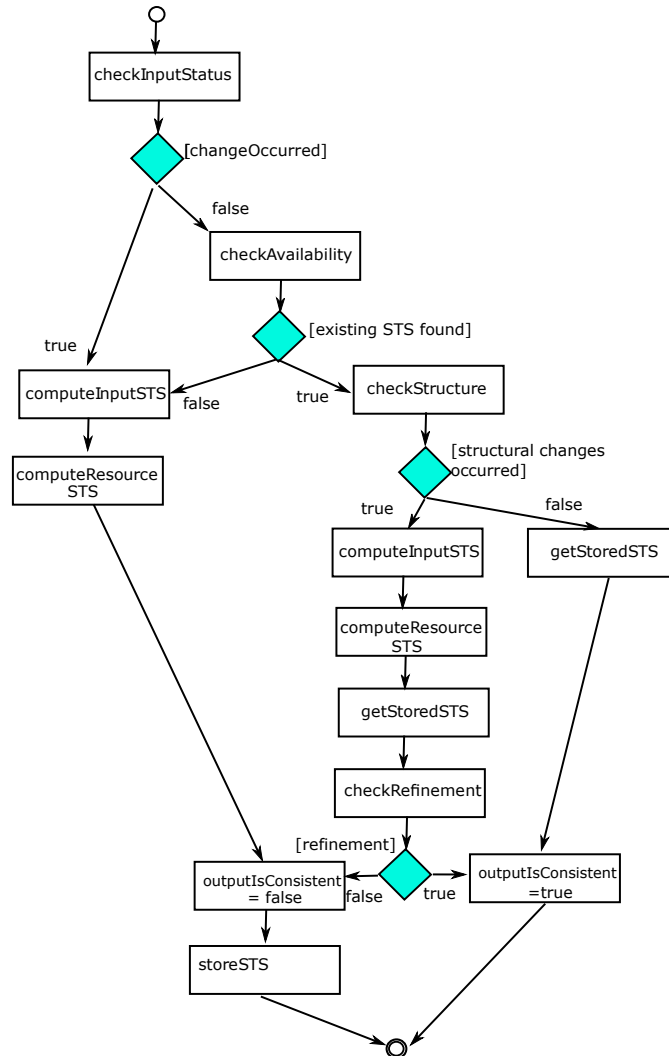 checkInputStatus
[changeOccurred]
false
checkAvailability
[existing STS found]
true
computeInputSTS
false
true
checkStructure
computeResource
STS
[structural changes
occurred]
true
false
computeInputSTS
getStoredSTS
computeResource
STS
getStoredSTS
checkRefinement
[refinement]
outputIsConsistent
= false
false
true
outputIsConsistent
=true
storeSTS